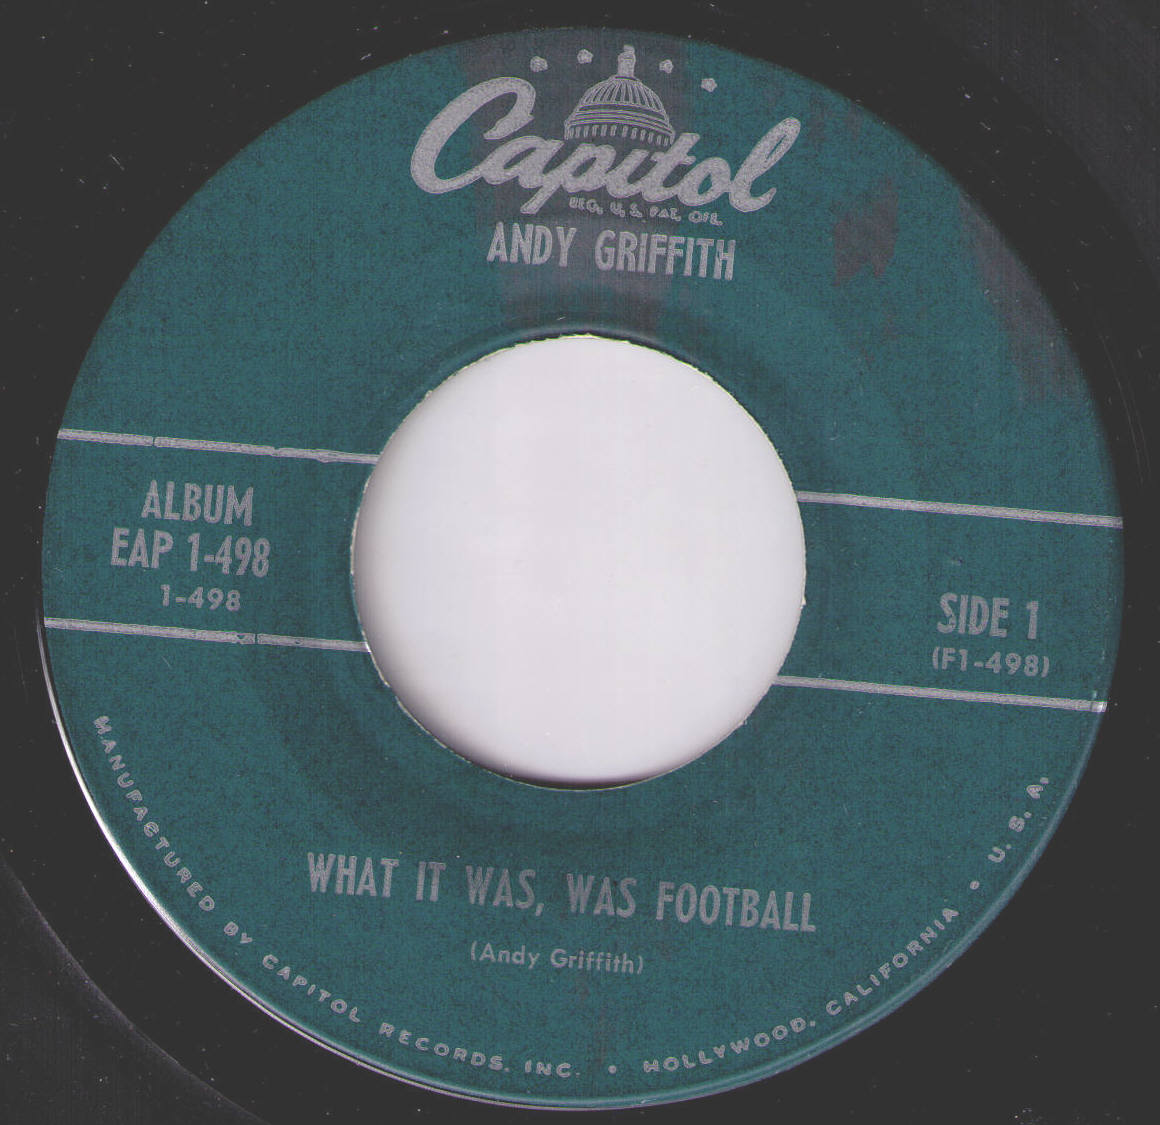 Capitol
REG. U.S. PAT. OFF.
ANDY GRIFFITH
ALBUM
EAP 1-498
1-498
SIDE 1
(F1-498)
WHAT IT WAS, WAS FOOTBALL
(Andy Griffith)
MANUFACTURED BY CAPITOL RECORDS, INC. • HOLLYWOOD, CALIFORNIA • U.S.A.